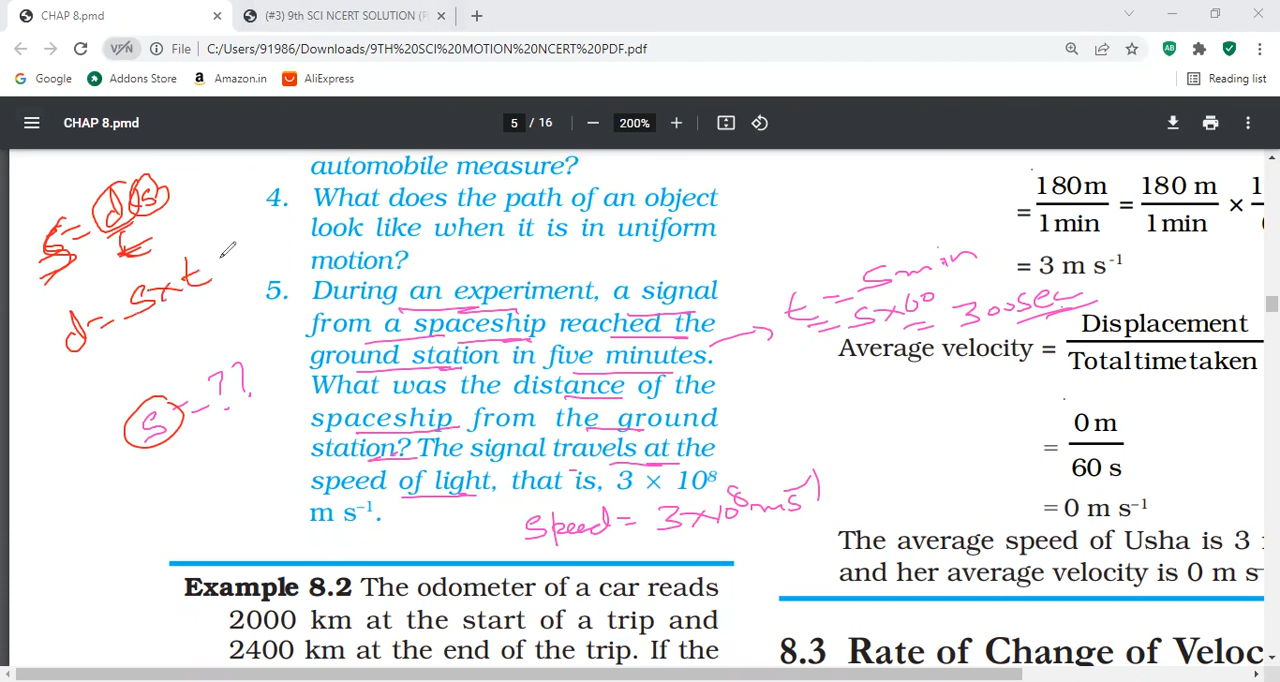 CHAP 8.pmd
(#3) 9th SCI NCERT SOLUTION (
VPN File C:/Users/91986/Downloads/9TH%20SCI%20MOTION%20NCERT%20PDF.pdf
Google Addons Store Amazon.in AliExpress Reading list
CHAP 8.pmd 5 / 16 200%
automobile measure?
4. What does the path of an object
look like when it is in uniform
motion?
5. During an experiment, a signal
from a spaceship reached the
ground station in five minutes.
What was the distance of the
spaceship from the ground
station? The signal travels at the
speed of light, that is, 3 × 10⁸
m s⁻¹.
Example 8.2 The odometer of a car reads
2000 km at the start of a trip and
2400 km at the end of the trip. If the
s = d (s)
t
d = s×t
s = ??
t = 5 min
= 5×60 = 300 sec
speed = 3×10⁸ ms⁻¹
= 180 m / 1 min = 180 m / 1 min × 1
= 3 m s⁻¹
Average velocity = Displacement / Total time taken
= 0 m / 60 s
= 0 m s⁻¹
The average speed of Usha is 3
and her average velocity is 0 m s⁻
8.3 Rate of Change of Veloc